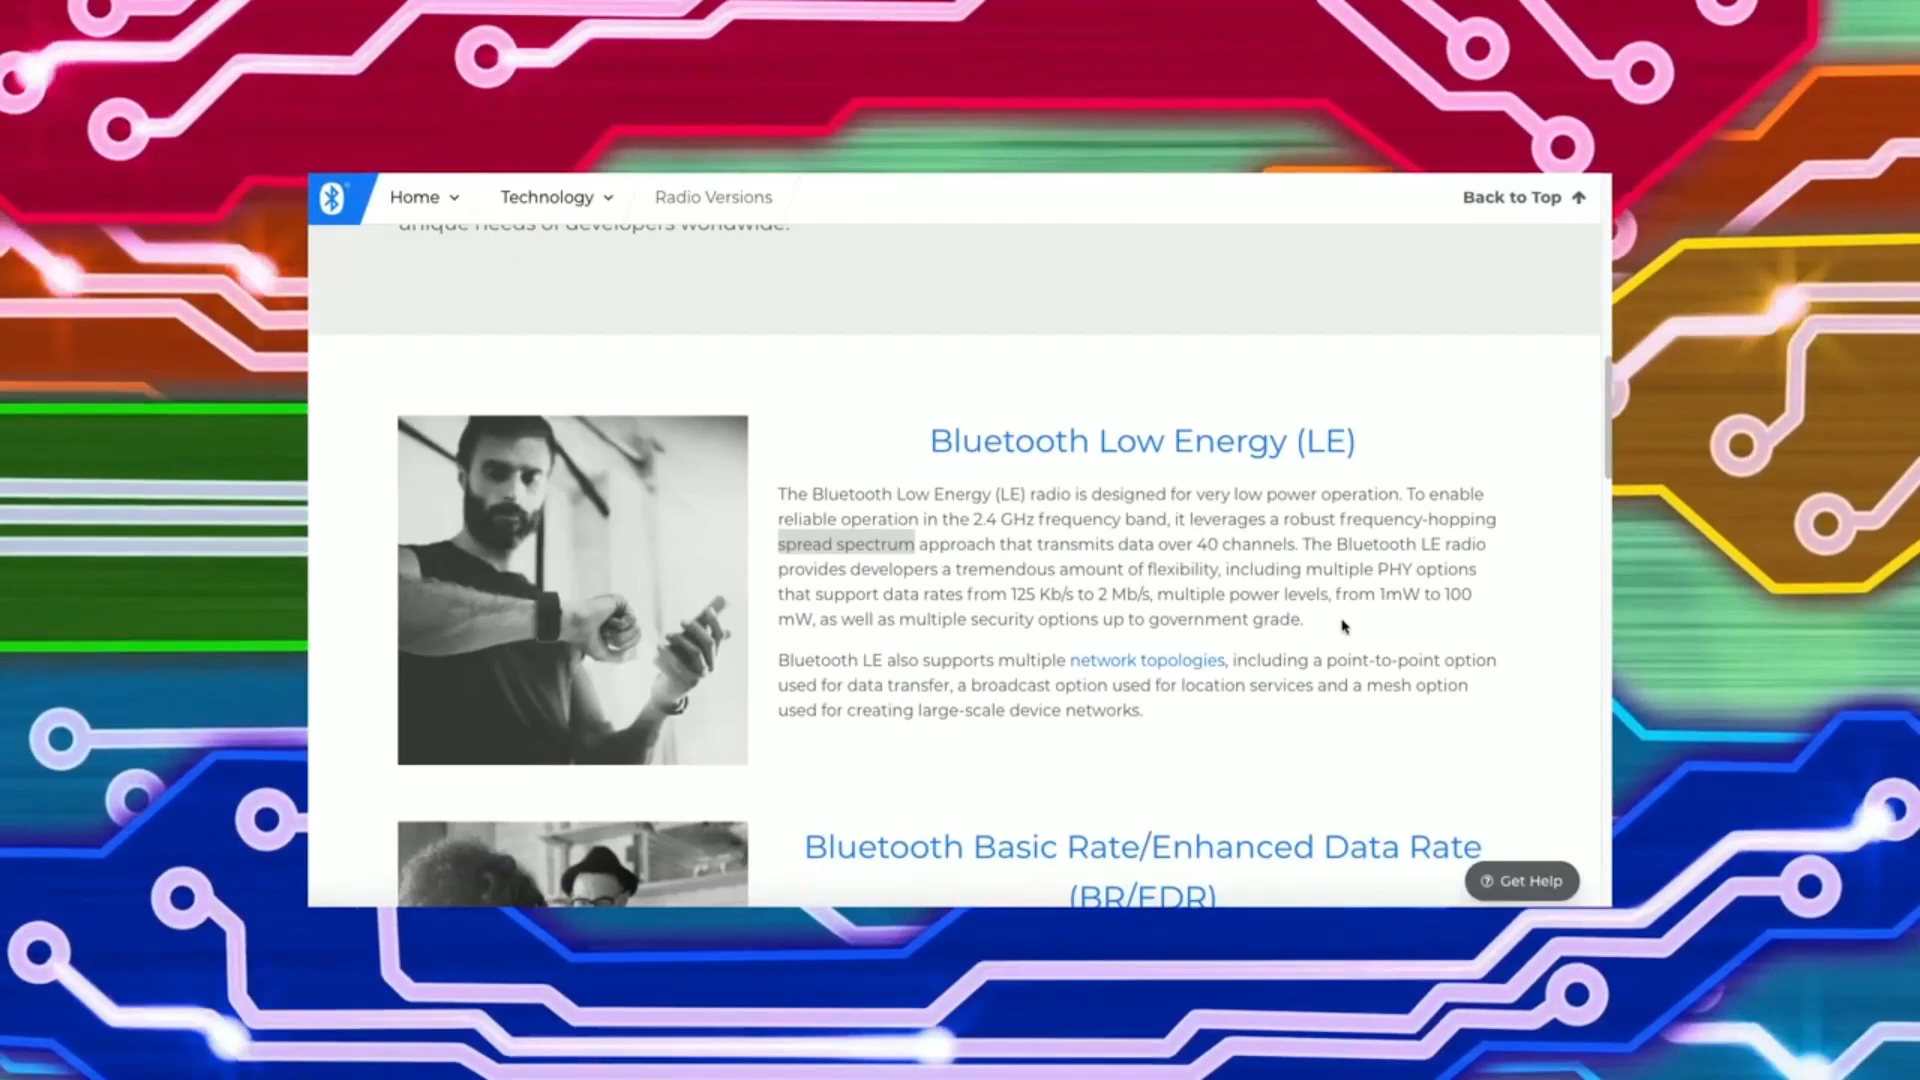 Home
Technology
Radio Versions
Back to Top
unique needs of developers worldwide.
Bluetooth Low Energy (LE)
The Bluetooth Low Energy (LE) radio is designed for very low power operation. To enable
reliable operation in the 2.4 GHz frequency band, it leverages a robust frequency-hopping
spread spectrum approach that transmits data over 40 channels. The Bluetooth LE radio
provides developers a tremendous amount of flexibility, including multiple PHY options
that support data rates from 125 Kb/s to 2 Mb/s, multiple power levels, from 1mW to 100
mW, as well as multiple security options up to government grade.
Bluetooth LE also supports multiple network topologies, including a point-to-point option
used for data transfer, a broadcast option used for location services and a mesh option
used for creating large-scale device networks.
Bluetooth Basic Rate/Enhanced Data Rate
(BR/EDR)
Get Help